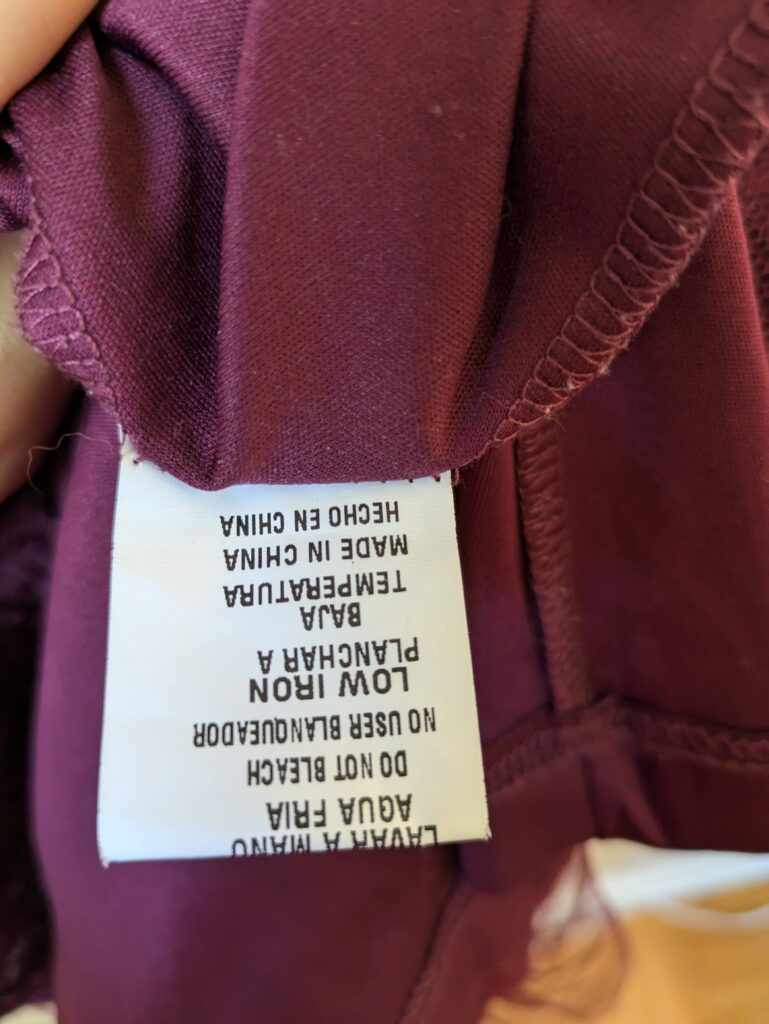 LAVAR A MANO
AGUA FRIA
DO NOT BLEACH
NO USER BLANQUEADOR
LOW IRON
PLANCHAR A
BAJA
TEMPERATURA
MADE IN CHINA
HECHO EN CHINA